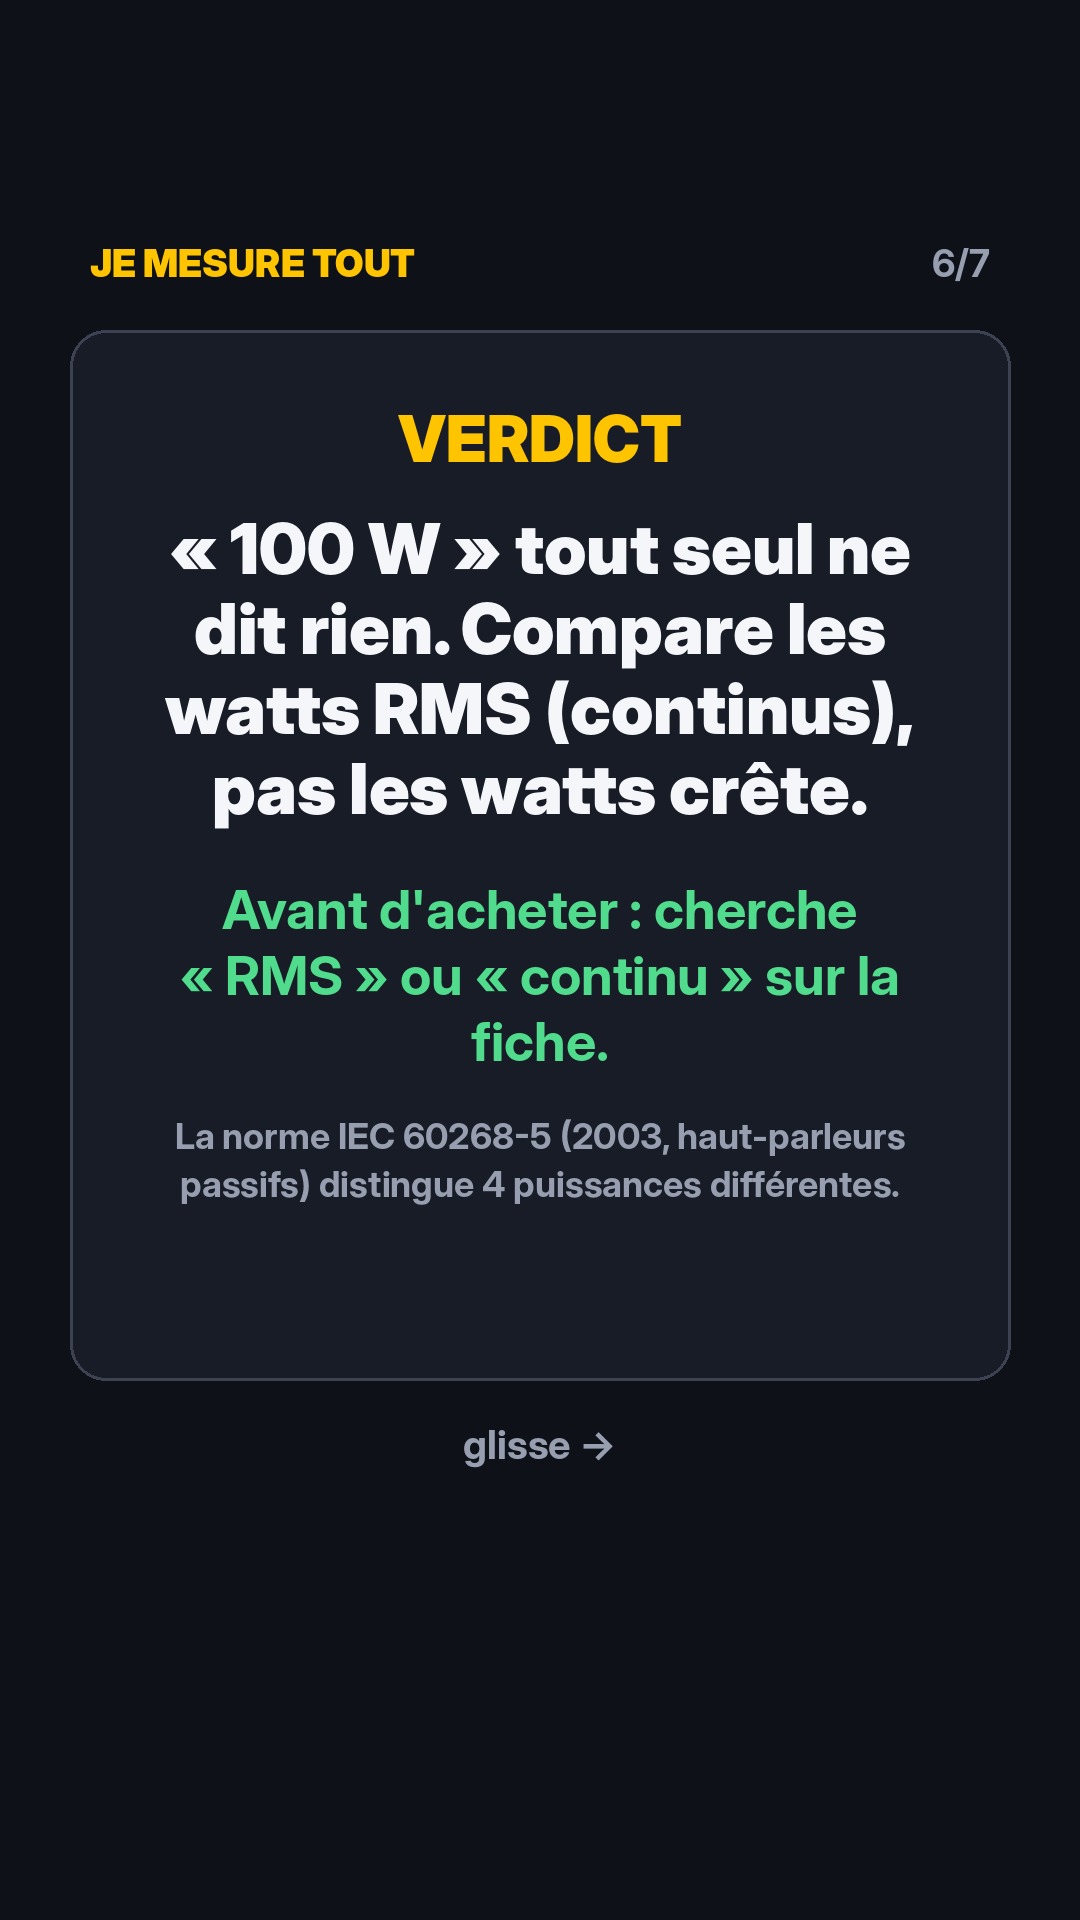 JE MESURE TOUT
6/7
VERDICT
« 100 W » tout seul ne
dit rien. Compare les
watts RMS (continus),
pas les watts crête.
Avant d'acheter : cherche
« RMS » ou « continu » sur la
fiche.
La norme IEC 60268-5 (2003, haut-parleurs
passifs) distingue 4 puissances différentes.
glisse →